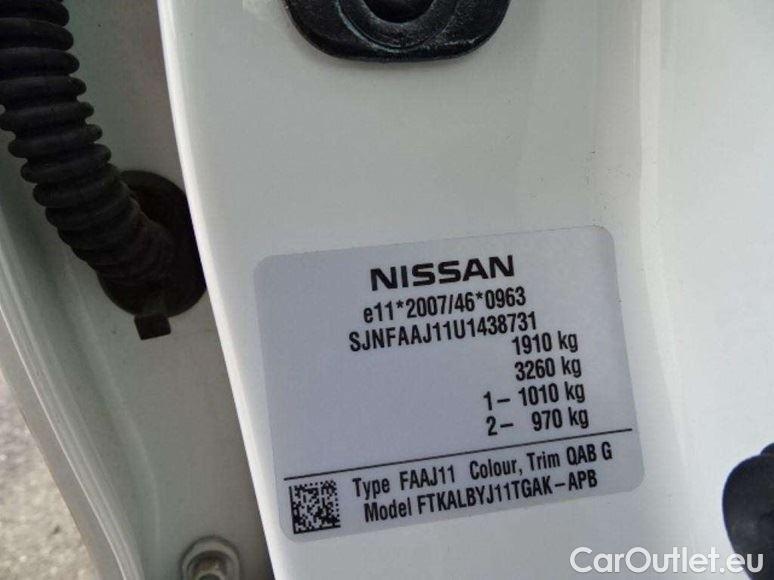 NISSAN
e11*2007/46*0963
SJNFAAJ11U1438731
1910 kg
3260 kg
1- 1010 kg
2- 970 kg
Type FAAJ11 Colour, Trim QAB G
Model FTKALBYJ11TGAK-APB
CarOutlet.eu